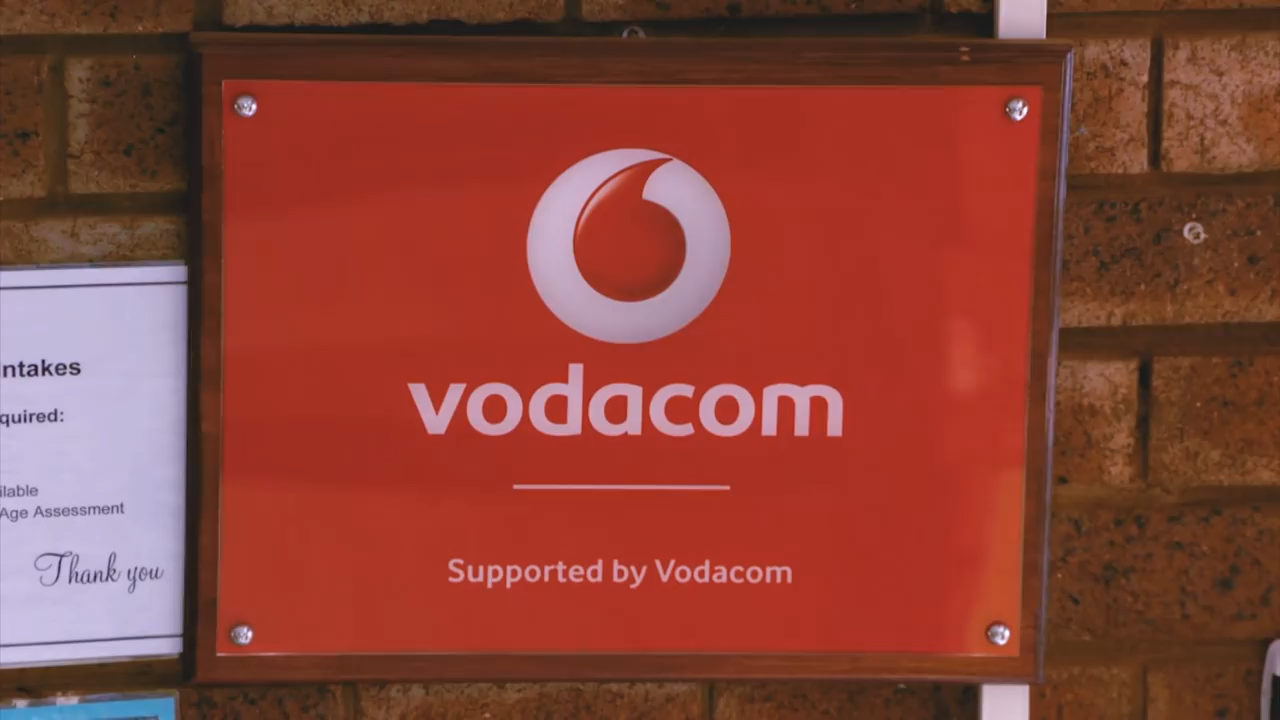 ntakes
quired:
ilable
Age Assessment
Thank you
vodacom
Supported by Vodacom